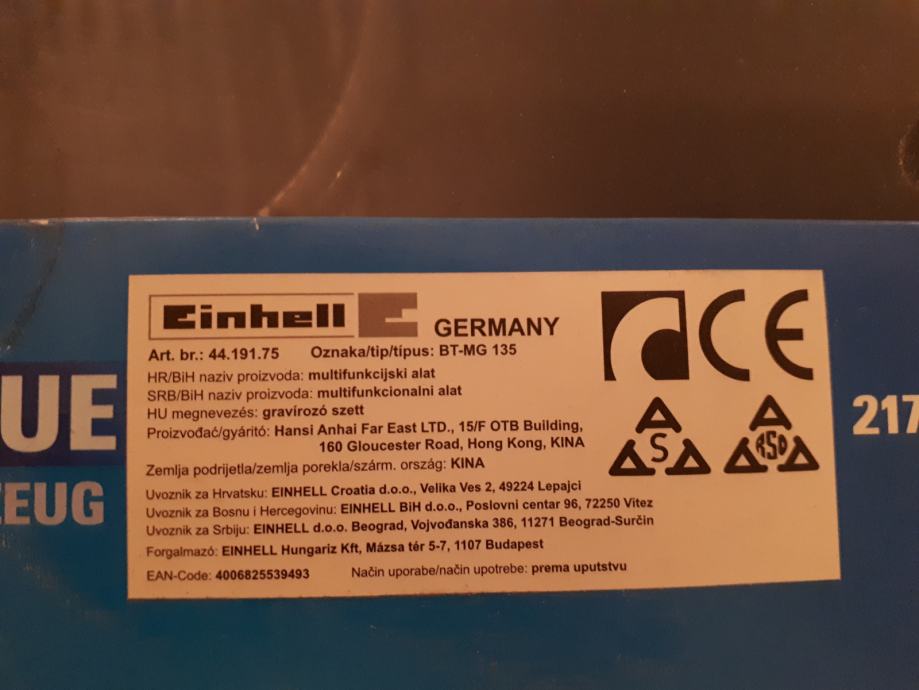 Einhell GERMANY
Art. br.: 44.191.75 Oznaka/tip/típus: BT-MG 135
HR/BiH naziv proizvoda: multifunkcijski alat
SRB/BiH naziv proizvoda: multifunkcionalni alat
HU megnevezés: gravírozó szett
Proizvođač/gyárító: Hansi Anhai Far East LTD., 15/F OTB Building,
160 Gloucester Road, Hong Kong, KINA
Zemlja podrijetla/zemlja porekla/szárm. ország: KINA
Uvoznik za Hrvatsku: EINHELL Croatia d.o.o., Velika Ves 2, 49224 Lepajci
Uvoznik za Bosnu i Hercegovinu: EINHELL BiH d.o.o., Poslovni centar 96, 72250 Vitez
Uvoznik za Srbiju: EINHELL d.o.o. Beograd, Vojvođanska 386, 11271 Beograd-Surčin
Forgalmazó: EINHELL Hungariz Kft, Mázsa tér 5-7, 1107 Budapest
EAN-Code: 4006825539493 Način uporabe/način upotrebe: prema uputstvu
CE
A S A A
A RSD A A
UE
ZEUG
217